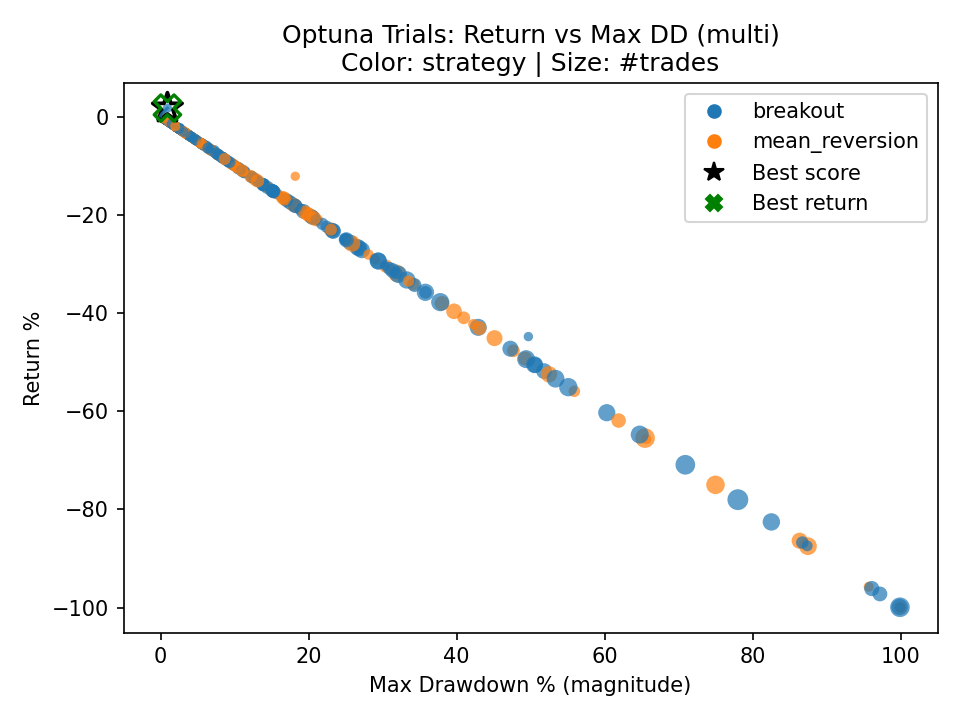 Optuna Trials: Return vs Max DD (multi)
Color: strategy | Size: #trades
breakout
mean_reversion
Best score
Best return
Return %
0
−20
−40
−60
−80
−100
0
20
40
60
80
100
Max Drawdown % (magnitude)